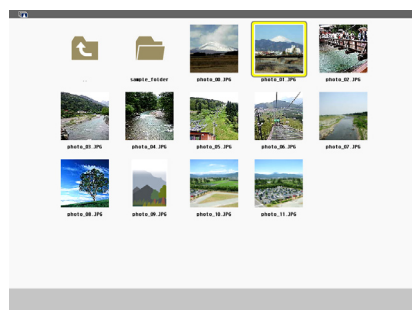 ..
sample_folder
photo_00.JPG
photo_01.JPG
photo_02.JPG
photo_03.JPG
photo_04.JPG
photo_05.JPG
photo_06.JPG
photo_07.JPG
photo_08.JPG
photo_09.JPG
photo_10.JPG
photo_11.JPG